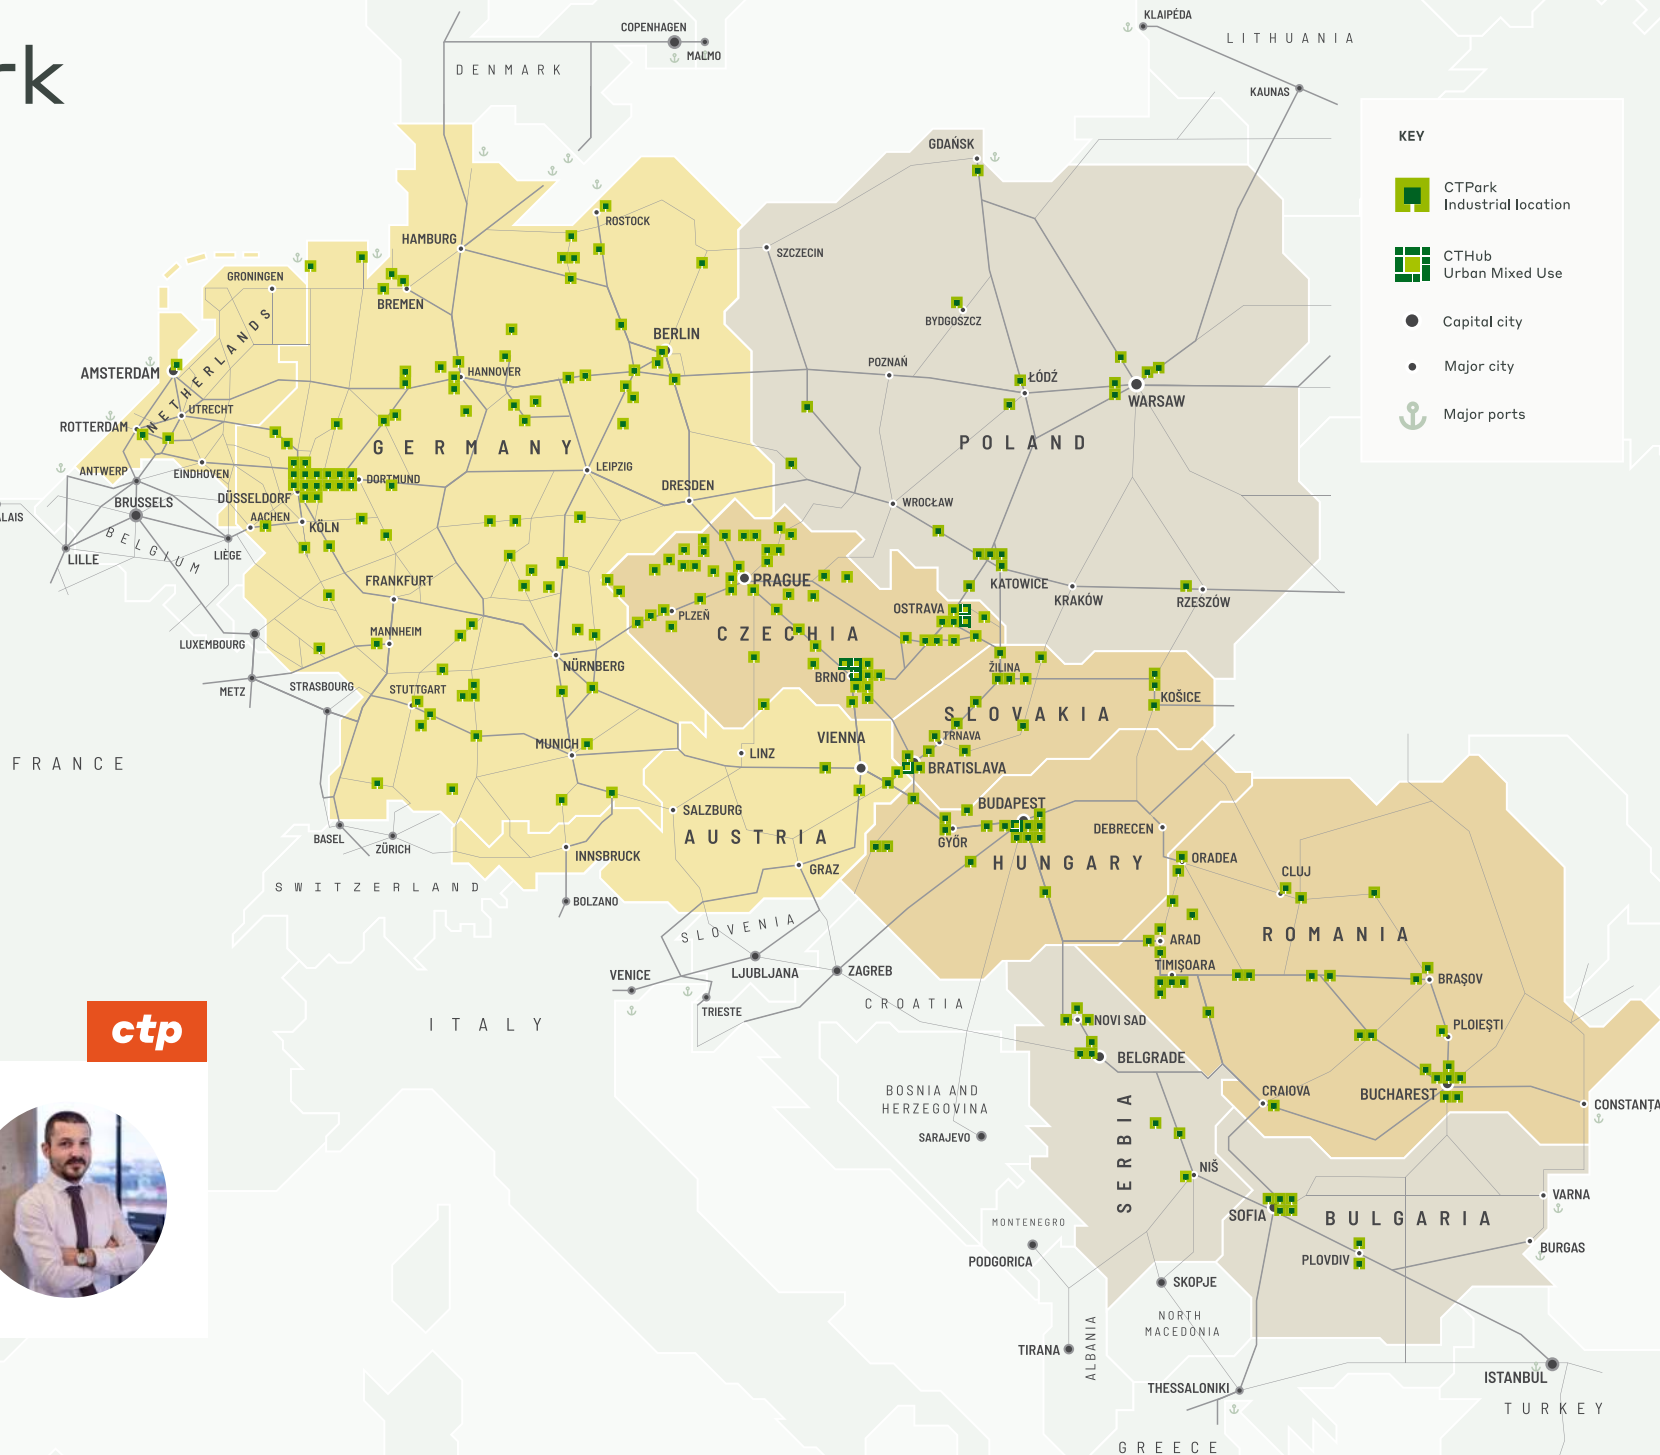 rk
KLAIPÉDA
LITHUANIA
COPENHAGEN
MALMO
DENMARK
KAUNAS
KEY
CTPark
Industrial location
CTHub
Urban Mixed Use
Capital city
Major city
Major ports
GDAŃSK
ROSTOCK
HAMBURG
SZCZECIN
GRONINGEN
BREMEN
BYDGOSZCZ
BERLIN
NETHERLANDS
AMSTERDAM
HANNOVER
POZNAŃ
ŁÓDŹ
WARSAW
UTRECHT
ROTTERDAM
GERMANY
POLAND
ANTWERP
EINDHOVEN
DORTMUND
LEIPZIG
DRESDEN
DÜSSELDORF
BRUSSELS
WROCŁAW
ALAIS
AACHEN
KÖLN
BELGIUM
LIÈGE
LILLE
FRANKFURT
PRAGUE
KATOWICE
KRAKÓW
RZESZÓW
OSTRAVA
PLZEŇ
CZECHIA
MANNHEIM
LUXEMBOURG
NÜRNBERG
ŽILINA
BRNO
METZ
STRASBOURG
STUTTGART
KOŠICE
SLOVAKIA
TRNAVA
VIENNA
MUNICH
LINZ
BRATISLAVA
FRANCE
BUDAPEST
SALZBURG
AUSTRIA
DEBRECEN
GYŐR
BASEL
ZÜRICH
INNSBRUCK
HUNGARY
ORADEA
GRAZ
CLUJ
SWITZERLAND
BOLZANO
SLOVENIA
ROMANIA
ARAD
TIMIȘOARA
VENICE
LJUBLJANA
ZAGREB
BRAȘOV
CROATIA
TRIESTE
ITALY
NOVI SAD
PLOIEȘTI
ctp
BELGRADE
BOSNIA AND
HERZEGOVINA
CRAIOVA
BUCHAREST
CONSTANȚA
SARAJEVO
SERBIA
NIŠ
VARNA
SOFIA
BULGARIA
MONTENEGRO
PODGORICA
PLOVDIV
BURGAS
SKOPJE
NORTH
MACEDONIA
TIRANA
ALBANIA
ISTANBUL
THESSALONIKI
TURKEY
GREECE